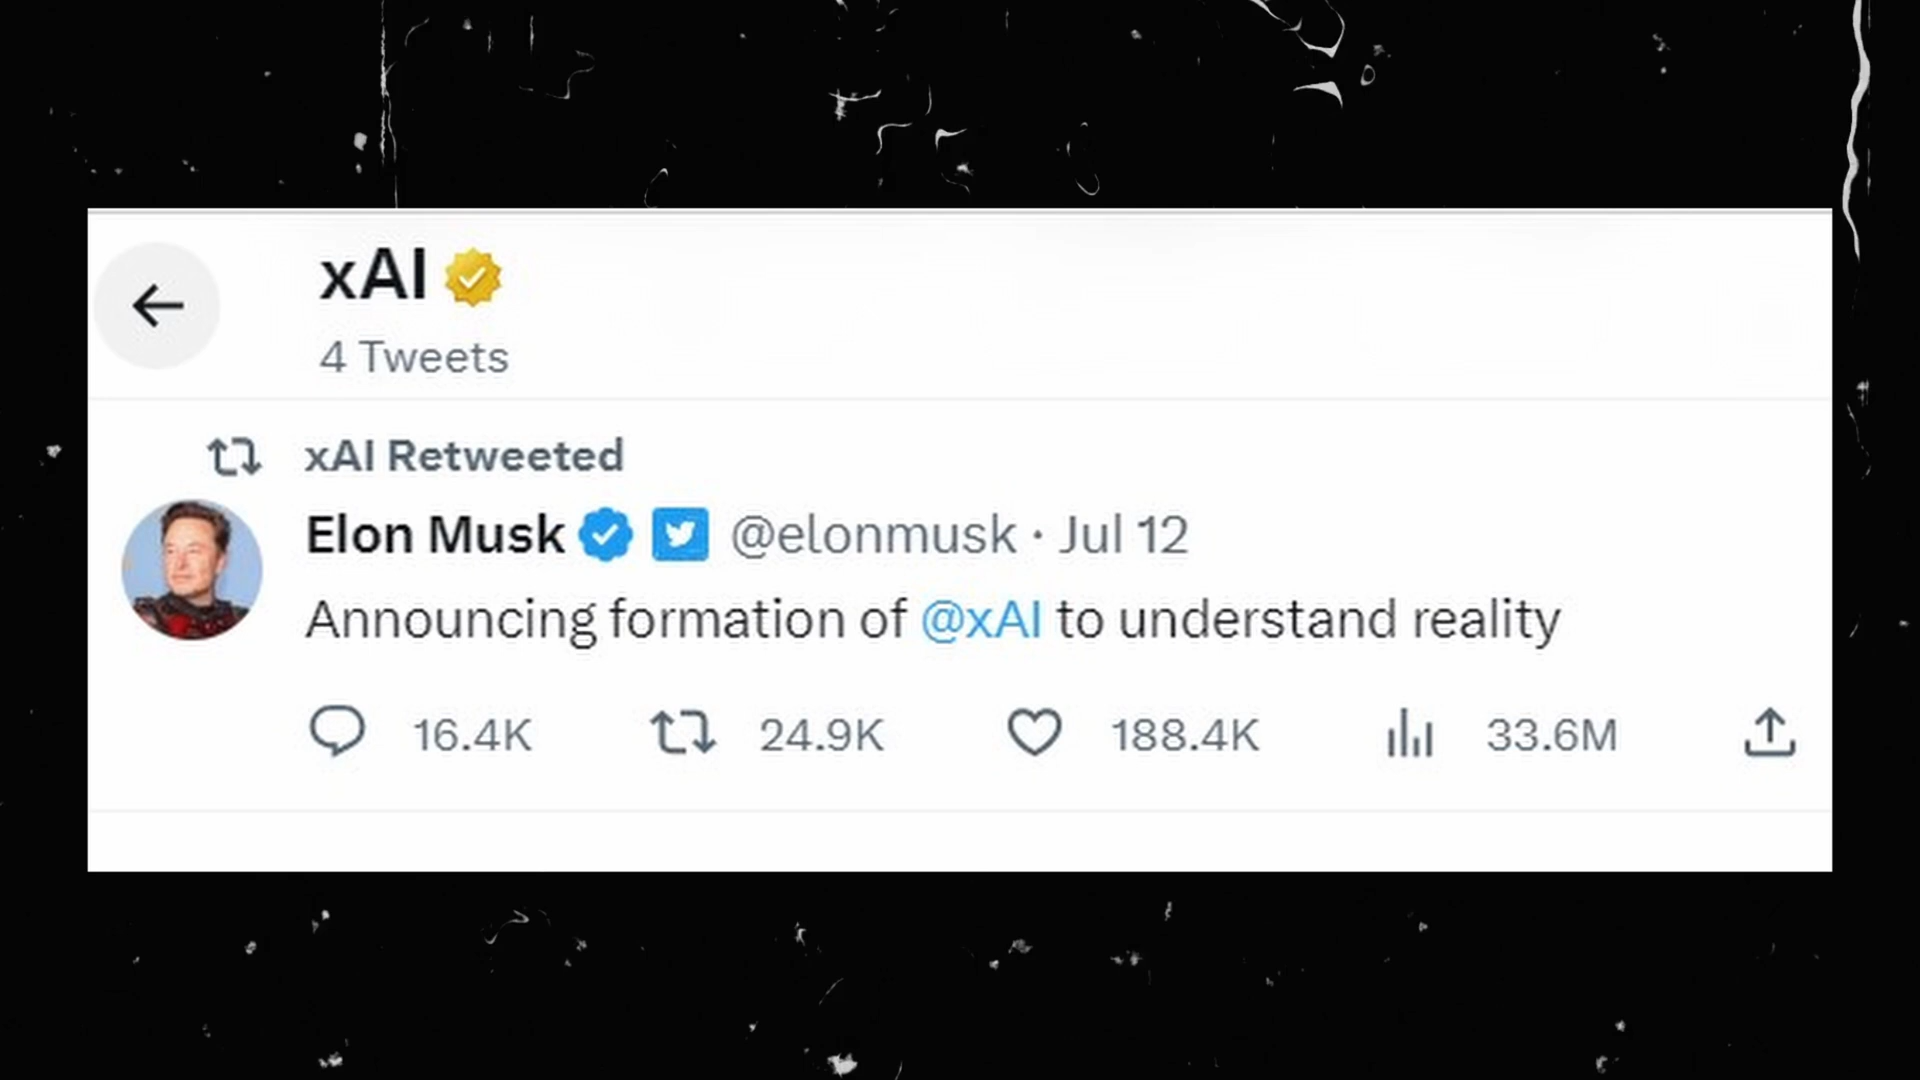 xAI
4 Tweets
xAI Retweeted
Elon Musk @elonmusk · Jul 12
Announcing formation of @xAI to understand reality
16.4K 24.9K 188.4K 33.6M